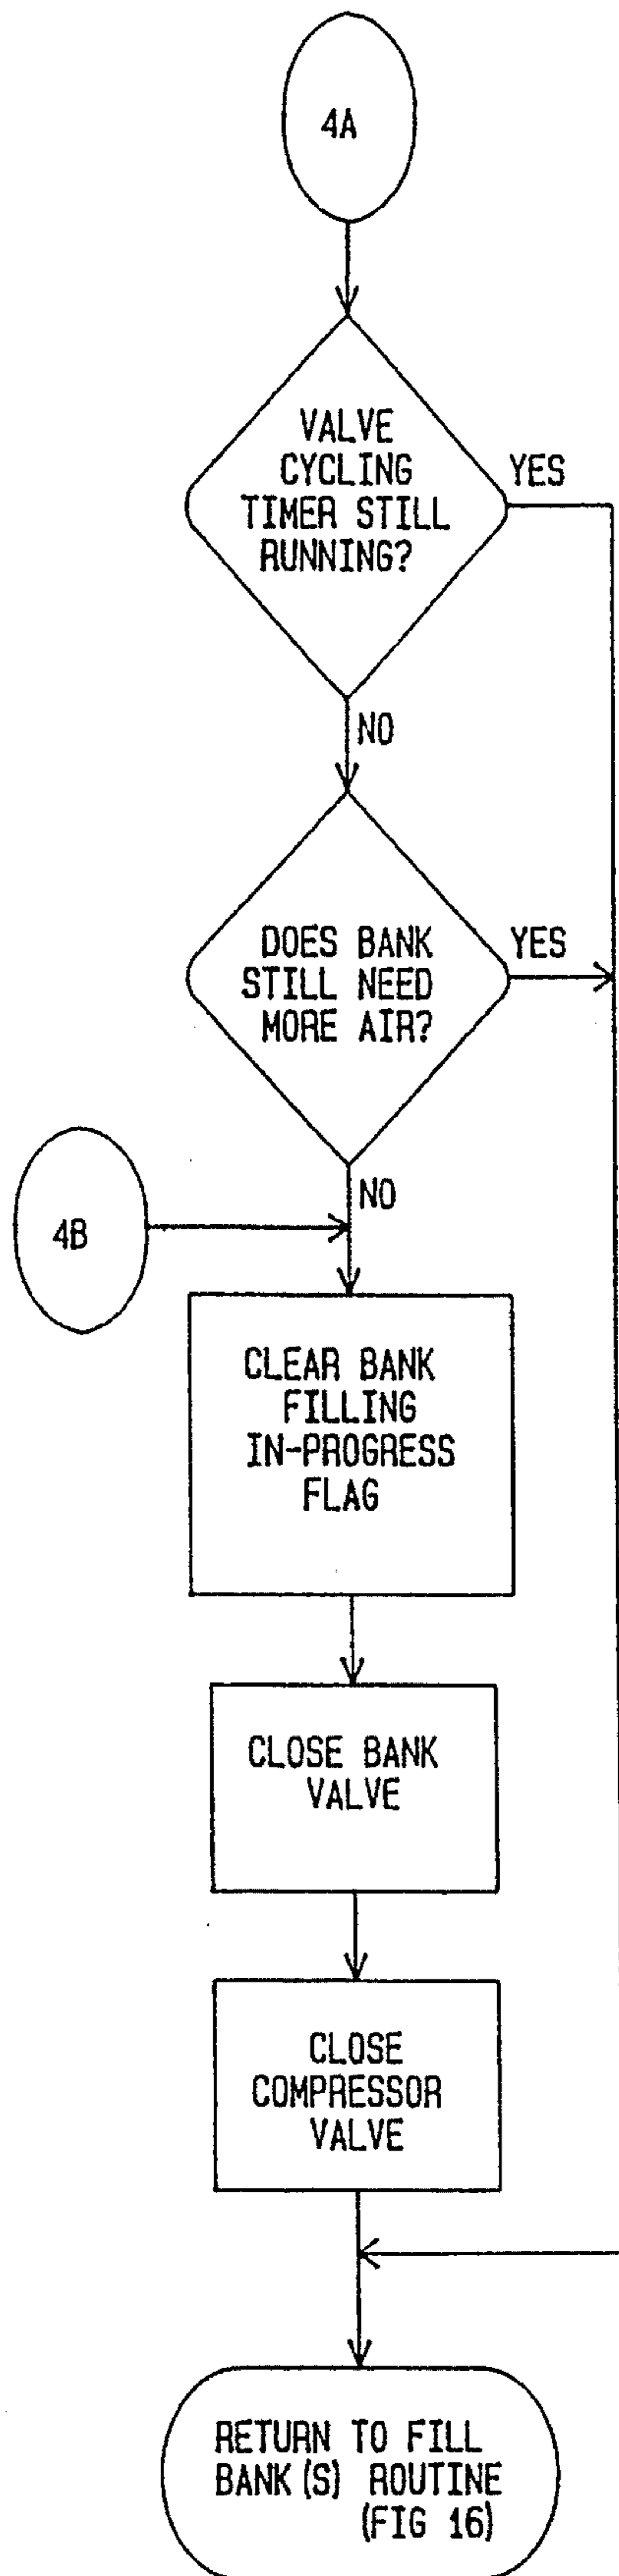 4A
VALVE
CYCLING
TIMER STILL
RUNNING?
YES
NO
DOES BANK
STILL NEED
MORE AIR?
YES
NO
4B
CLEAR BANK
FILLING
IN-PROGRESS
FLAG
CLOSE BANK
VALVE
CLOSE
COMPRESSOR
VALVE
RETURN TO FILL
BANK(S) ROUTINE
(FIG 16)